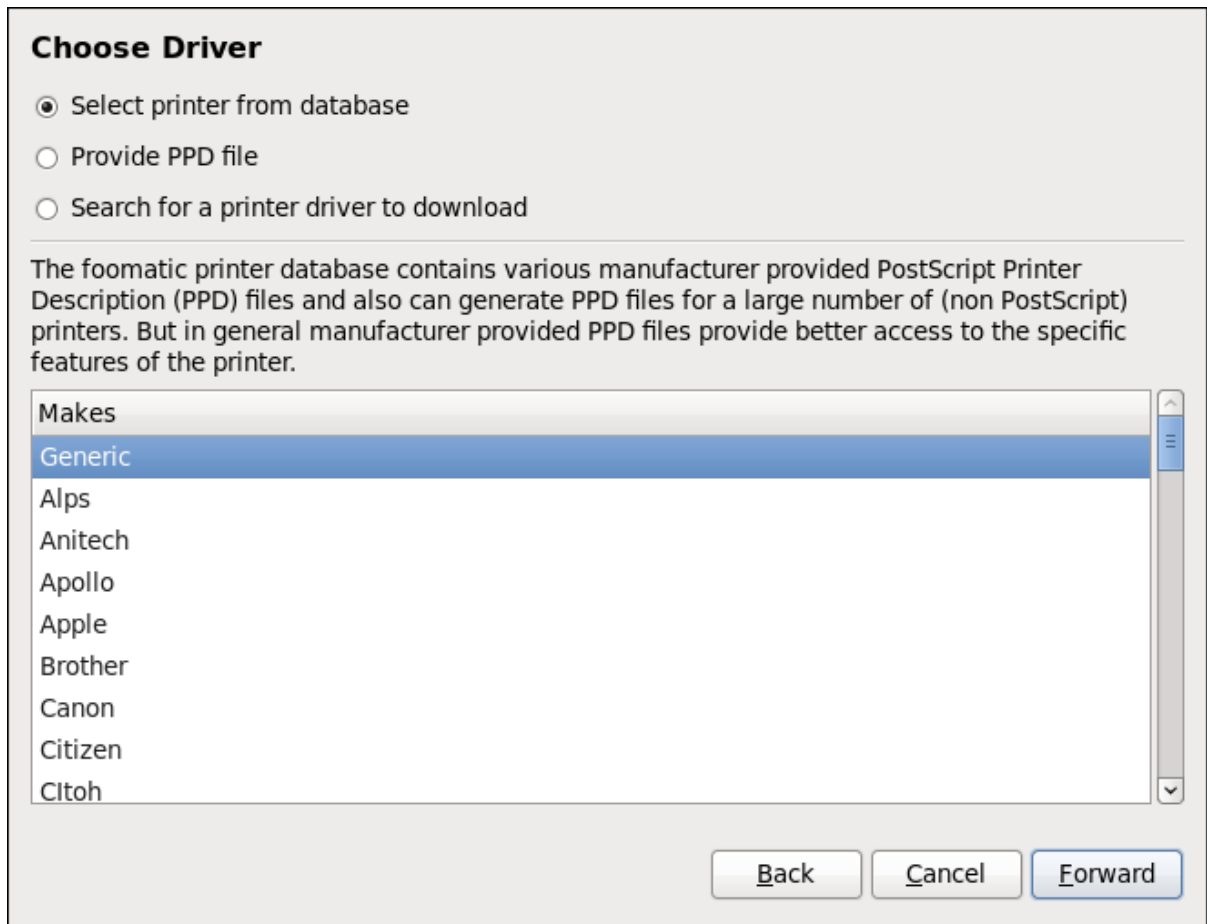 Choose Driver
Select printer from database
Provide PPD file
Search for a printer driver to download
The foomatic printer database contains various manufacturer provided PostScript Printer
Description (PPD) files and also can generate PPD files for a large number of (non PostScript)
printers. But in general manufacturer provided PPD files provide better access to the specific
features of the printer.
Makes
Generic
Alps
Anitech
Apollo
Apple
Brother
Canon
Citizen
CItoh
Back Cancel Forward